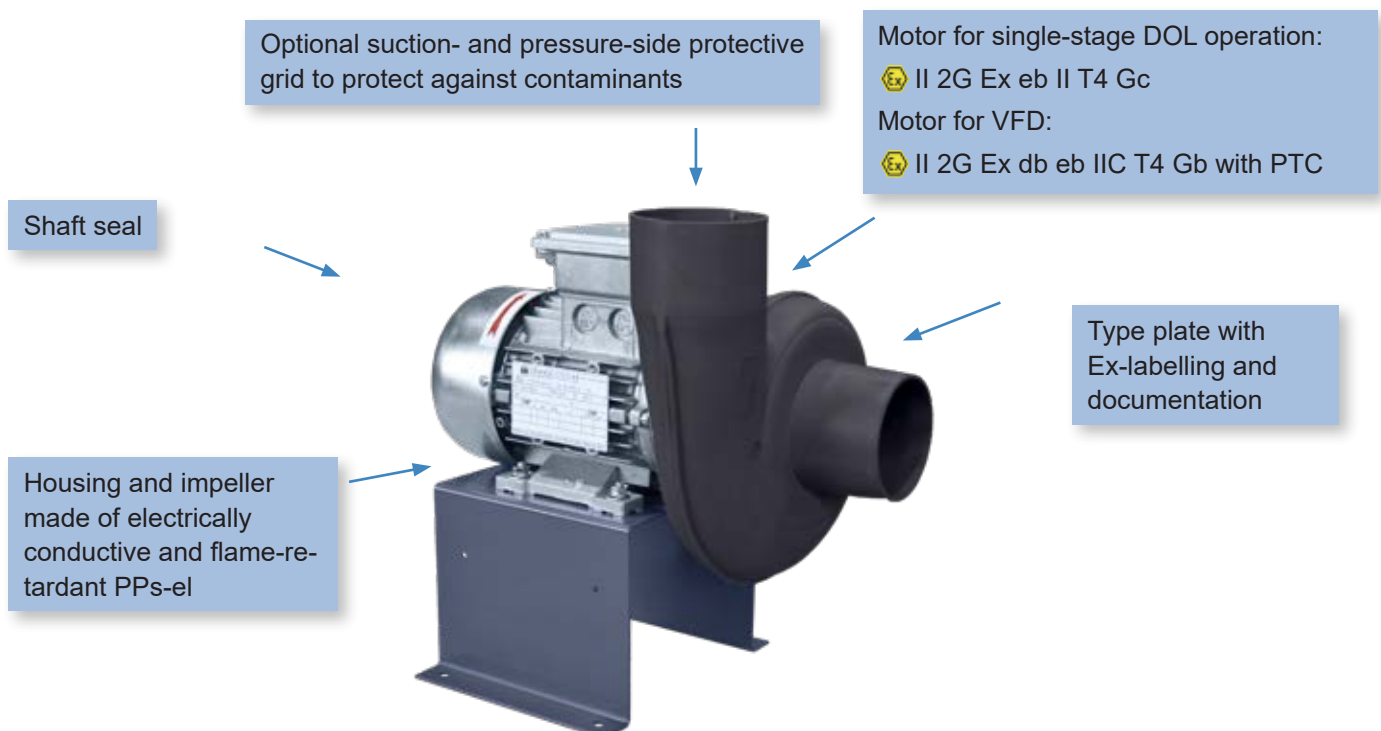 Optional suction- and pressure-side protective
grid to protect against contaminants
Motor for single-stage DOL operation:
Ex II 2G Ex eb II T4 Gc
Motor for VFD:
Ex II 2G Ex db eb IIC T4 Gb with PTC
Shaft seal
Type plate with
Ex-labelling and
documentation
Housing and impeller
made of electrically
conductive and flame-re-
tardant PPs-el